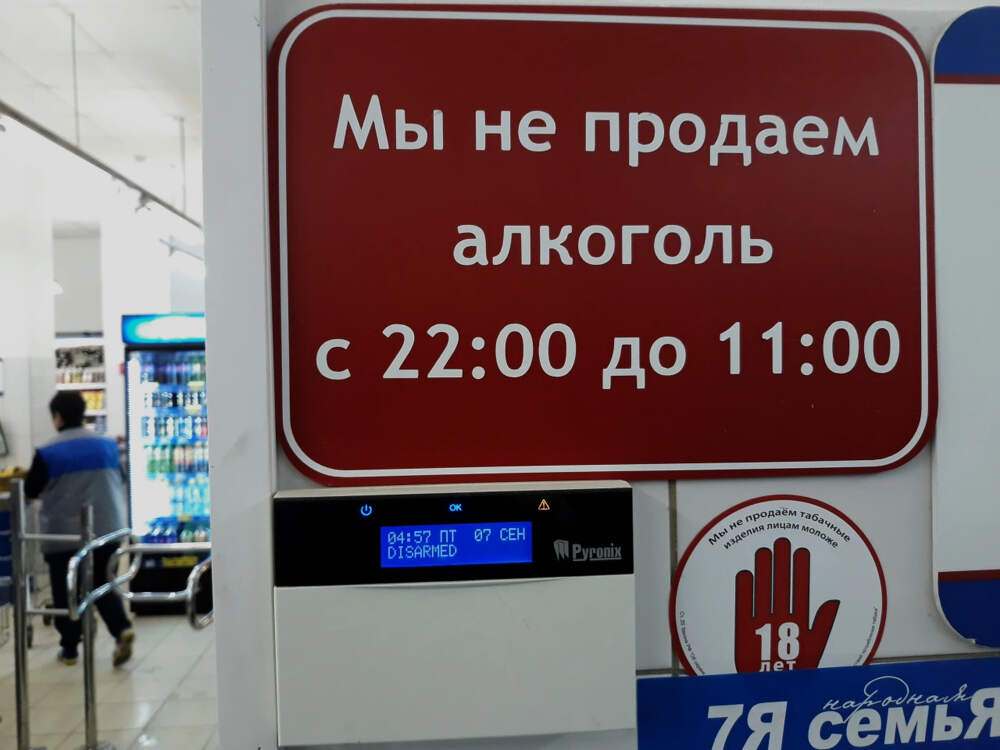 Мы не продаем
алкоголь
с 22:00 до 11:00
OK
04:57 ПТ 07 СЕН
DISARMED
Pyronix
Мы не продаём табачные
изделия лицам моложе
18
лет
народная
7Я семьЯ